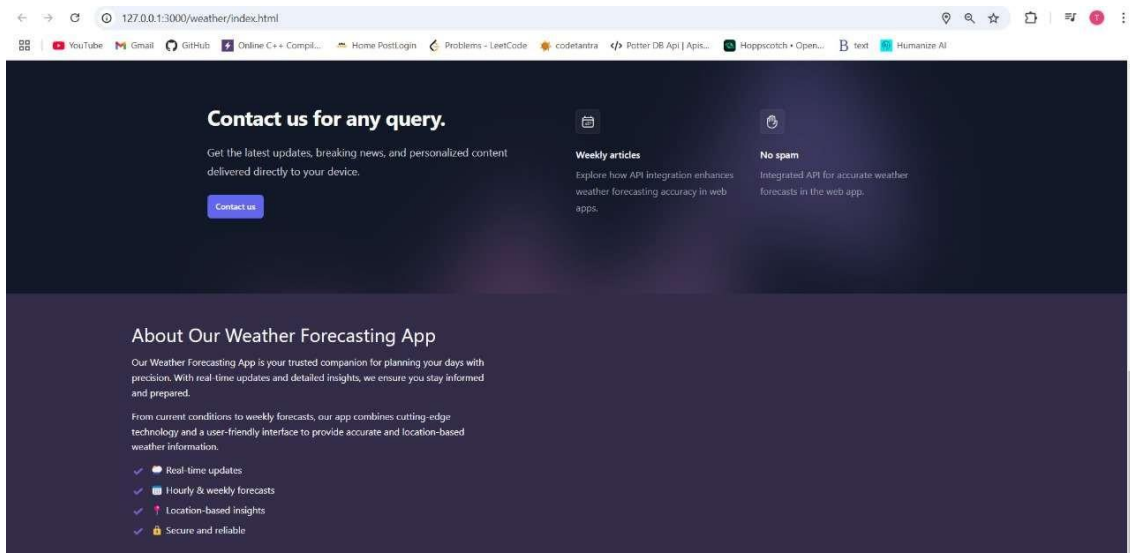 127.0.0.1:3000/weather/index.html
YouTube Gmail GitHub Online C++ Compil... Home PostLogin Problems - LeetCode codetantra Potter DB Api | Apis... Hoppscotch • Open... B text Humanize AI
T
Contact us for any query.
Get the latest updates, breaking news, and personalized content
delivered directly to your device.
Contact us
Weekly articles
Explore how API integration enhances
weather forecasting accuracy in web
apps.
No spam
Integrated API for accurate weather
forecasts in the web app.
About Our Weather Forecasting App
Our Weather Forecasting App is your trusted companion for planning your days with
precision. With real-time updates and detailed insights, we ensure you stay informed
and prepared.
From current conditions to weekly forecasts, our app combines cutting-edge
technology and a user-friendly interface to provide accurate and location-based
weather information.
Real-time updates
Hourly & weekly forecasts
Location-based insights
Secure and reliable